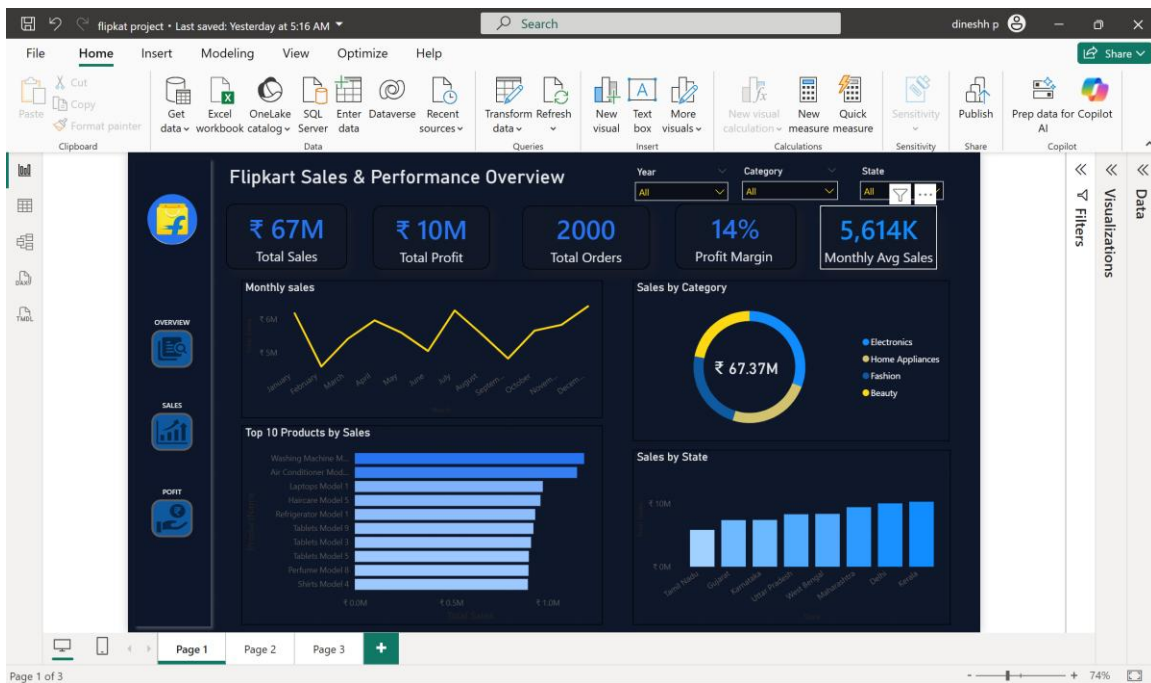 flipkat project • Last saved: Yesterday at 5:16 AM
Search
dineshh p
File Home Insert Modeling View Optimize Help
Share
Paste
Cut
Copy
Format painter
Get data
Excel workbook
OneLake catalog
SQL Server
Enter data
Dataverse
Recent sources
Transform data
Refresh
New visual
Text box
More visuals
New visual calculation
New measure
Quick measure
Sensitivity
Publish
Prep data for AI
Copilot
Clipboard Data Queries Insert Calculations Sensitivity Share Copilot
DAX
TMDL
Flipkart Sales & Performance Overview
Year Category State
All All All
₹ 67M
Total Sales
₹ 10M
Total Profit
2000
Total Orders
14%
Profit Margin
5,614K
Monthly Avg Sales
OVERVIEW
SALES
POFIT
Monthly sales
₹ 6M
₹ 5M
January February March April May June July August Septem... October Novem... Decem...
Sales by Category
₹ 67.37M
Electronics
Home Appliances
Fashion
Beauty
Top 10 Products by Sales
Washing Machine M...
Air Conditioner Mod...
Laptops Model 1
Haircare Model 5
Refrigerator Model 1
Tablets Model 9
Tablets Model 3
Tablets Model 5
Perfume Model 8
Shirts Model 4
₹ 0.0M ₹ 0.5M ₹ 1.0M
Total Sales
Sales by State
₹ 10M
₹ 0M
Tamil Nadu Gujarat Karnataka Uttar Pradesh West Bengal Maharashtra Delhi Kerala
Filters
Visualizations
Data
Page 1 Page 2 Page 3
Page 1 of 3
74%